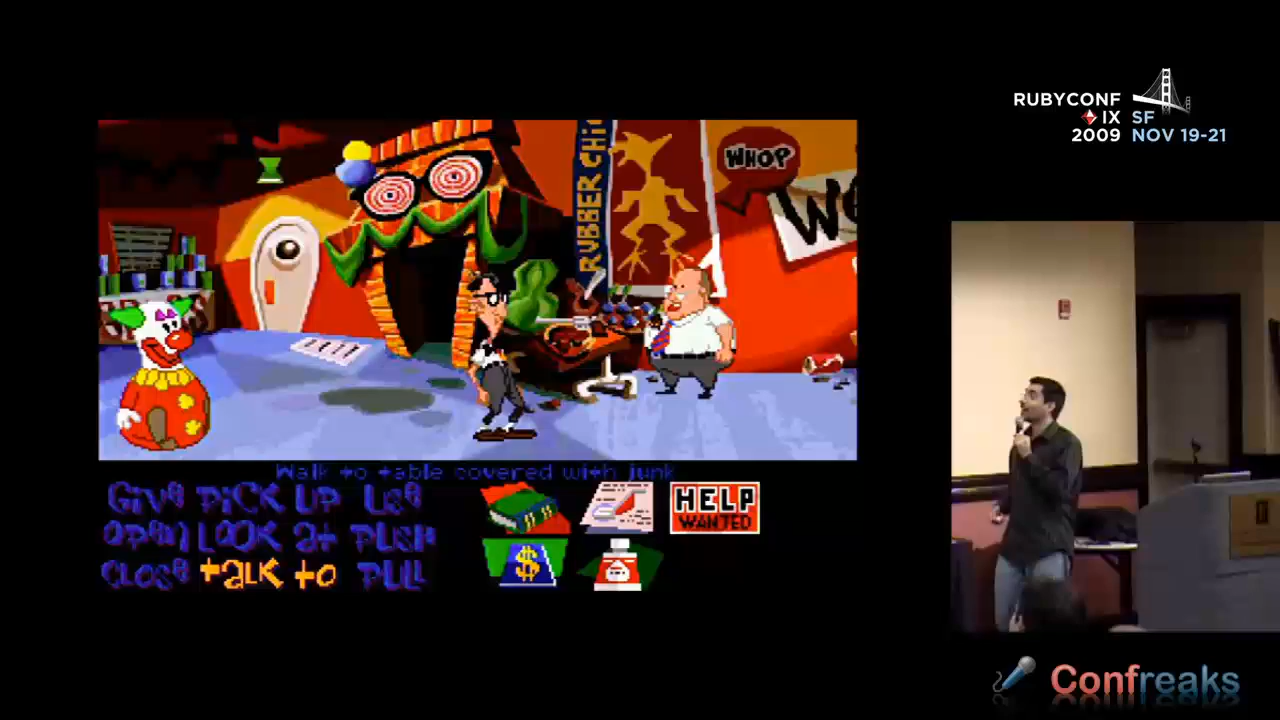 RUBYCONF
IX SF
2009 NOV 19-21
RUBBER CHIC
WHOP
Walk to table covered with junk
Give Pick up Use
Open Look at Push
Close Talk to Pull
HELP
WANTED
$
Confreaks